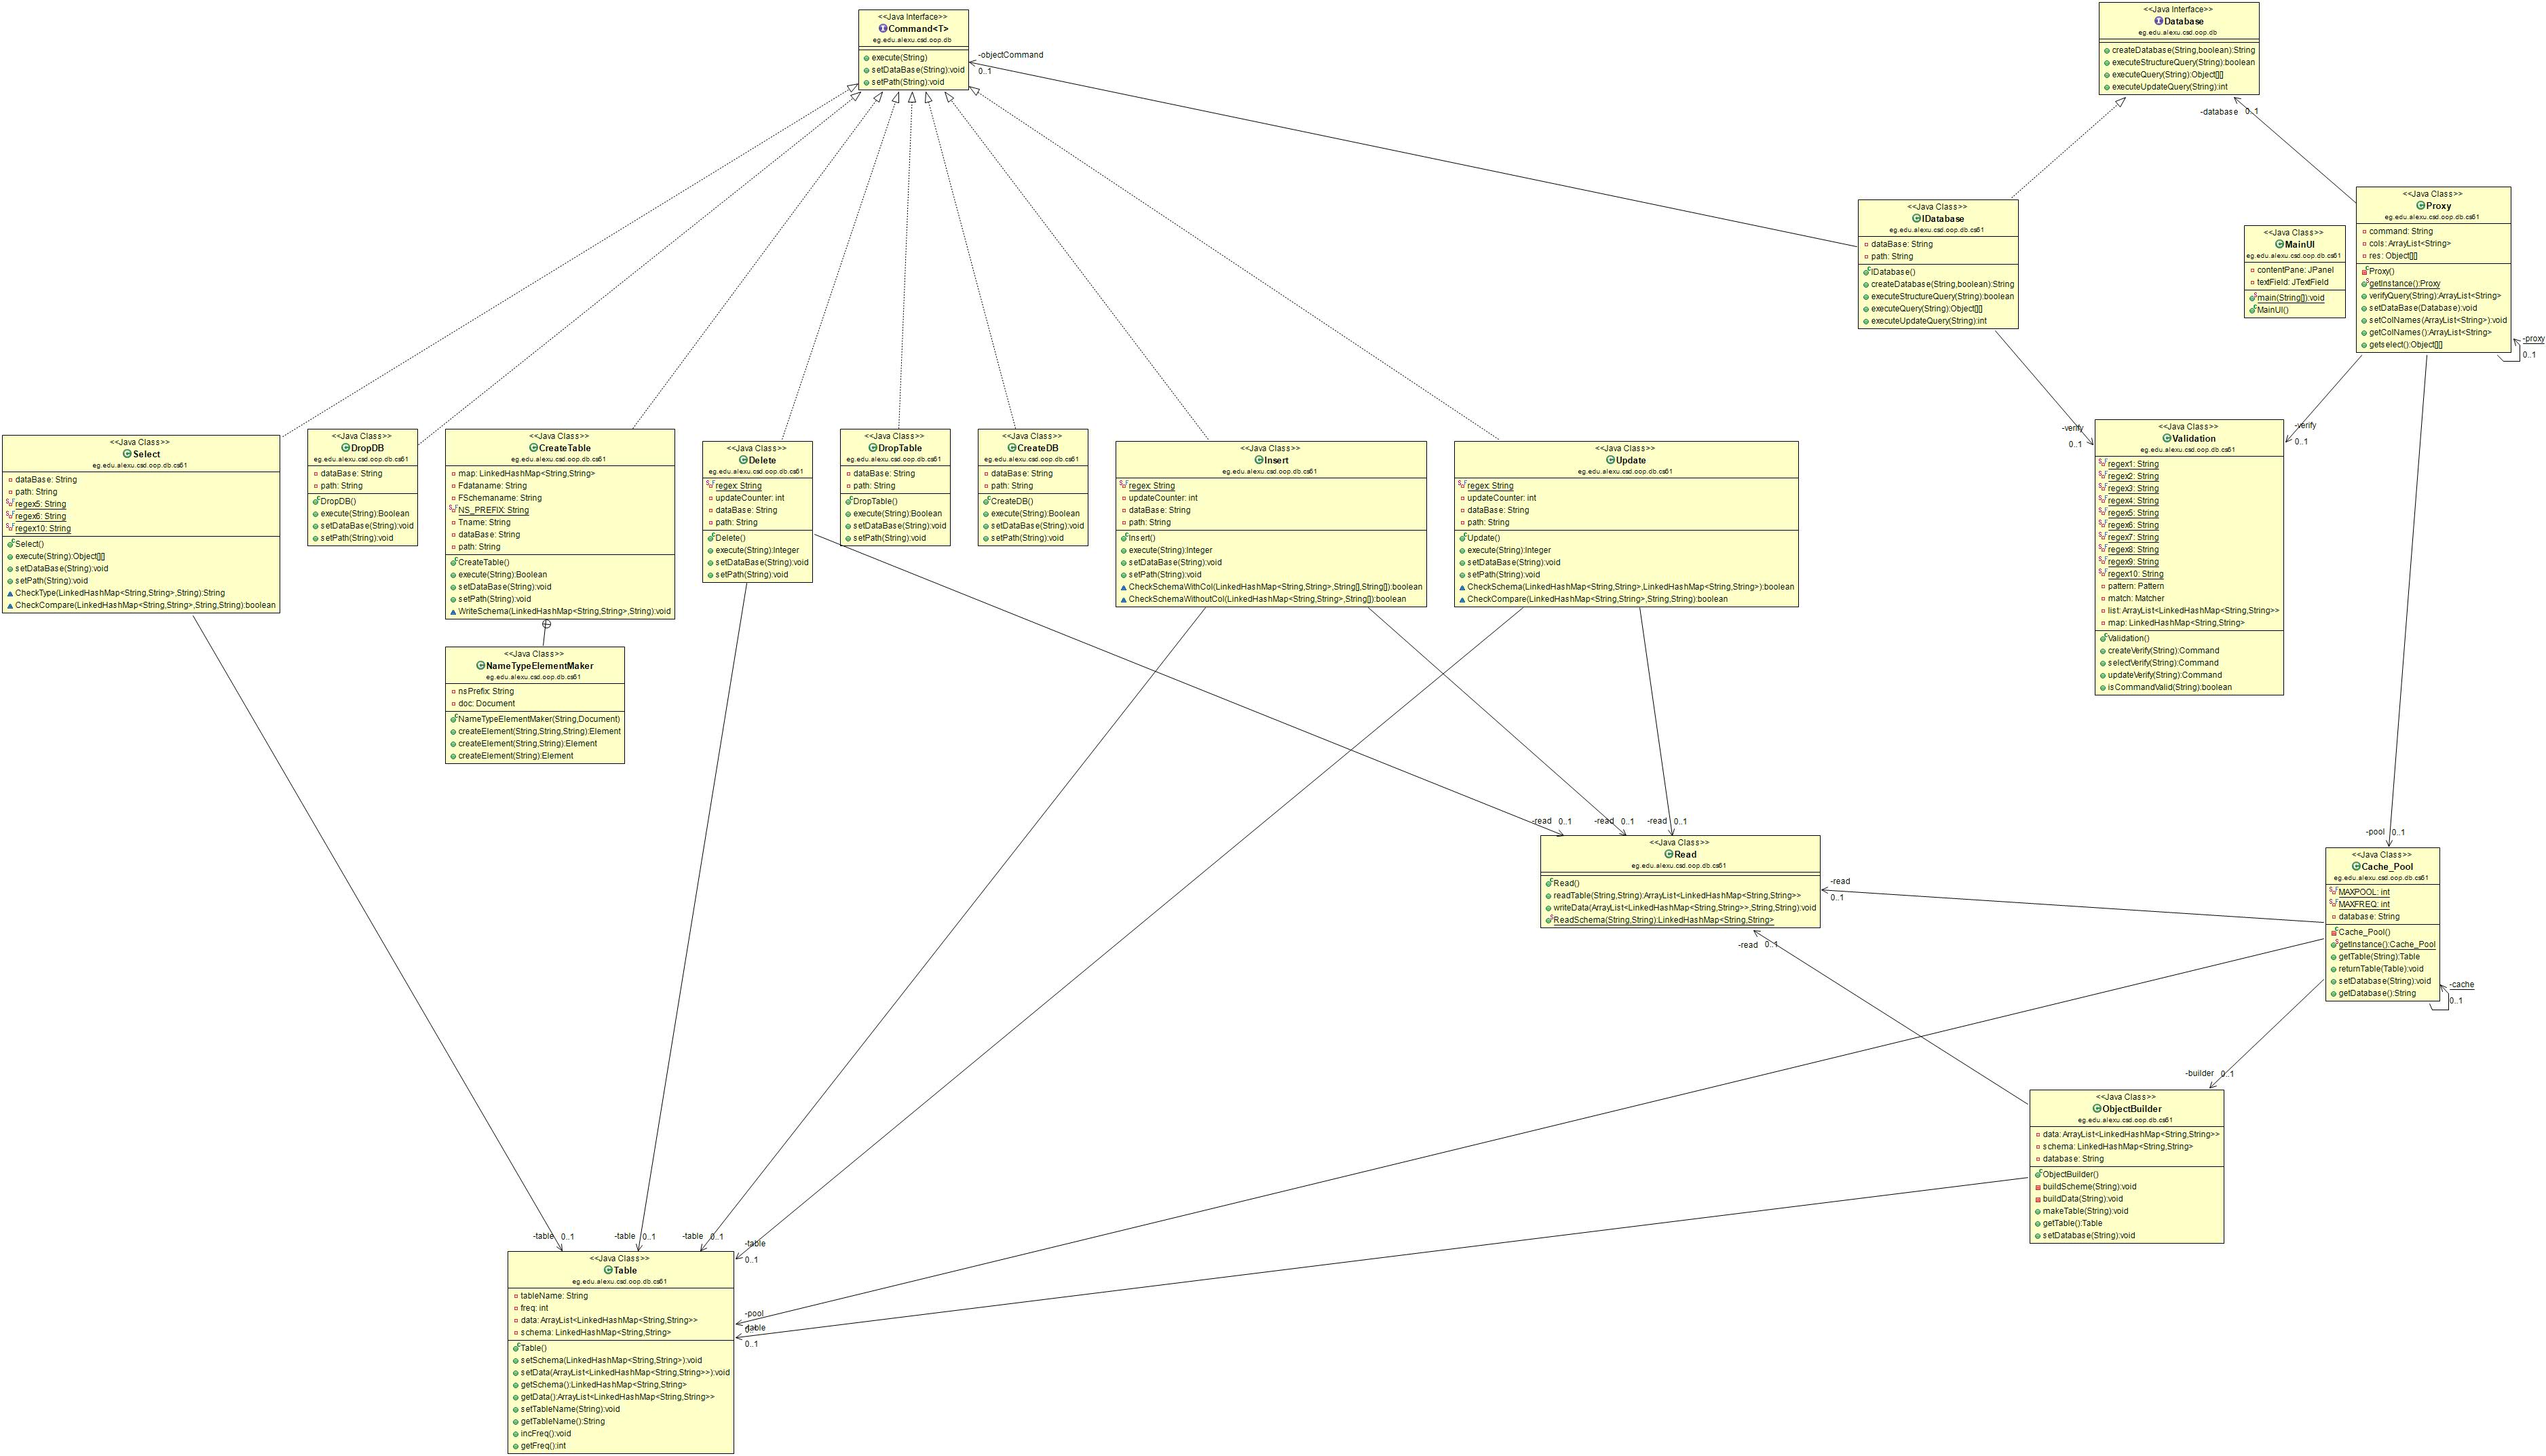 <<Java Interface>>
Command<T>
eg.edu.alexu.csd.oop.db
execute(String)
setDataBase(String):void
setPath(String):void
-objectCommand
0..1
<<Java Interface>>
Database
eg.edu.alexu.csd.oop.db
createDatabase(String,boolean):String
executeStructureQuery(String):boolean
executeQuery(String):Object[][]
executeUpdateQuery(String):int
-database 0..1
<<Java Class>>
IDatabase
eg.edu.alexu.csd.oop.db.cs61
dataBase: String
path: String
IDatabase()
createDatabase(String,boolean):String
executeStructureQuery(String):boolean
executeQuery(String):Object[][]
executeUpdateQuery(String):int
<<Java Class>>
MainUI
eg.edu.alexu.csd.oop.db.cs61
contentPane: JPanel
textField: JTextField
main(String[]):void
MainUI()
<<Java Class>>
Proxy
eg.edu.alexu.csd.oop.db.cs61
command: String
cols: ArrayList<String>
res: Object[][]
Proxy()
getInstance():Proxy
verifyQuery(String):ArrayList<String>
setDataBase(Database):void
setColNames(ArrayList<String>):void
getColNames():ArrayList<String>
getselect():Object[][]
-proxy
0..1
-verify
0..1
-verify
0..1
<<Java Class>>
Select
eg.edu.alexu.csd.oop.db.cs61
dataBase: String
path: String
regex5: String
regex6: String
regex10: String
Select()
execute(String):Object[][]
setDataBase(String):void
setPath(String):void
CheckType(LinkedHashMap<String,String>,String):String
CheckCompare(LinkedHashMap<String,String>,String,String):boolean
<<Java Class>>
DropDB
eg.edu.alexu.csd.oop.db.cs61
dataBase: String
path: String
DropDB()
execute(String):Boolean
setDataBase(String):void
setPath(String):void
<<Java Class>>
CreateTable
eg.edu.alexu.csd.oop.db.cs61
map: LinkedHashMap<String,String>
Fdataname: String
FSchemaname: String
NS_PREFIX: String
Tname: String
dataBase: String
path: String
CreateTable()
execute(String):Boolean
setDataBase(String):void
setPath(String):void
WriteSchema(LinkedHashMap<String,String>,String):void
<<Java Class>>
Delete
eg.edu.alexu.csd.oop.db.cs61
regex: String
updateCounter: int
dataBase: String
path: String
Delete()
execute(String):Integer
setDataBase(String):void
setPath(String):void
<<Java Class>>
DropTable
eg.edu.alexu.csd.oop.db.cs61
dataBase: String
path: String
DropTable()
execute(String):Boolean
setDataBase(String):void
setPath(String):void
<<Java Class>>
CreateDB
eg.edu.alexu.csd.oop.db.cs61
dataBase: String
path: String
CreateDB()
execute(String):Boolean
setDataBase(String):void
setPath(String):void
<<Java Class>>
Insert
eg.edu.alexu.csd.oop.db.cs61
regex: String
updateCounter: int
dataBase: String
path: String
Insert()
execute(String):Integer
setDataBase(String):void
setPath(String):void
CheckSchemaWithCol(LinkedHashMap<String,String>,String[],String[]):boolean
CheckSchemaWithoutCol(LinkedHashMap<String,String>,String[]):boolean
<<Java Class>>
Update
eg.edu.alexu.csd.oop.db.cs61
regex: String
updateCounter: int
dataBase: String
path: String
Update()
execute(String):Integer
setDataBase(String):void
setPath(String):void
CheckSchema(LinkedHashMap<String,String>,LinkedHashMap<String,String>):boolean
CheckCompare(LinkedHashMap<String,String>,String,String):boolean
<<Java Class>>
Validation
eg.edu.alexu.csd.oop.db.cs61
regex1: String
regex2: String
regex3: String
regex4: String
regex5: String
regex6: String
regex7: String
regex8: String
regex9: String
regex10: String
pattern: Pattern
match: Matcher
list: ArrayList<LinkedHashMap<String,String>>
map: LinkedHashMap<String,String>
Validation()
createVerify(String):Command
selectVerify(String):Command
updateVerify(String):Command
isCommandValid(String):boolean
<<Java Class>>
NameTypeElementMaker
eg.edu.alexu.csd.oop.db.cs61
nsPrefix: String
doc: Document
NameTypeElementMaker(String,Document)
createElement(String,String,String):Element
createElement(String,String):Element
createElement(String):Element
-read 0..1
-read 0..1
-read 0..1
-pool 0..1
<<Java Class>>
Read
eg.edu.alexu.csd.oop.db.cs61
Read()
readTable(String,String):ArrayList<LinkedHashMap<String,String>>
writeData(ArrayList<LinkedHashMap<String,String>>,String,String):void
ReadSchema(String,String):LinkedHashMap<String,String>
-read
0..1
-read 0..1
<<Java Class>>
Cache_Pool
eg.edu.alexu.csd.oop.db.cs61
MAXPOOL: int
MAXFREQ: int
database: String
Cache_Pool()
getInstance():Cache_Pool
getTable(String):Table
returnTable(Table):void
setDatabase(String):void
getDatabase():String
-cache
0..1
-builder 0..1
<<Java Class>>
ObjectBuilder
eg.edu.alexu.csd.oop.db.cs61
data: ArrayList<LinkedHashMap<String,String>>
schema: LinkedHashMap<String,String>
database: String
ObjectBuilder()
buildScheme(String):void
buildData(String):void
makeTable(String):void
getTable():Table
setDatabase(String):void
-table 0..1
-table 0..1
-table 0..1
-table
0..1
<<Java Class>>
Table
eg.edu.alexu.csd.oop.db.cs61
tableName: String
freq: int
data: ArrayList<LinkedHashMap<String,String>>
schema: LinkedHashMap<String,String>
Table()
setSchema(LinkedHashMap<String,String>):void
setData(ArrayList<LinkedHashMap<String,String>>):void
getSchema():LinkedHashMap<String,String>
getData():ArrayList<LinkedHashMap<String,String>>
setTableName(String):void
getTableName():String
incFreq():void
getFreq():int
-pool
-table
0..1